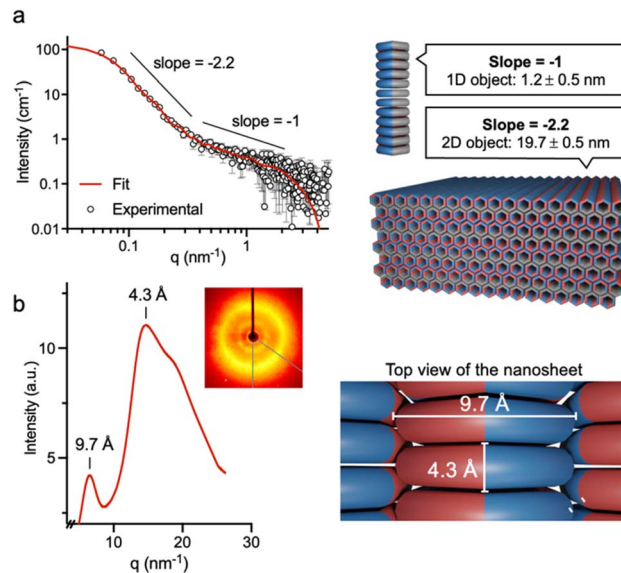 a
100
10
1
0.1
0.01
Intensity (cm⁻¹)
slope = -2.2
slope = -1
Fit
Experimental
0.1
1
q (nm⁻¹)
Slope = -1
1D object: 1.2 ± 0.5 nm
Slope = -2.2
2D object: 19.7 ± 0.5 nm
b
4.3 Å
9.7 Å
10
5
Intensity (a.u.)
10
20
30
q (nm⁻¹)
Top view of the nanosheet
9.7 Å
4.3 Å